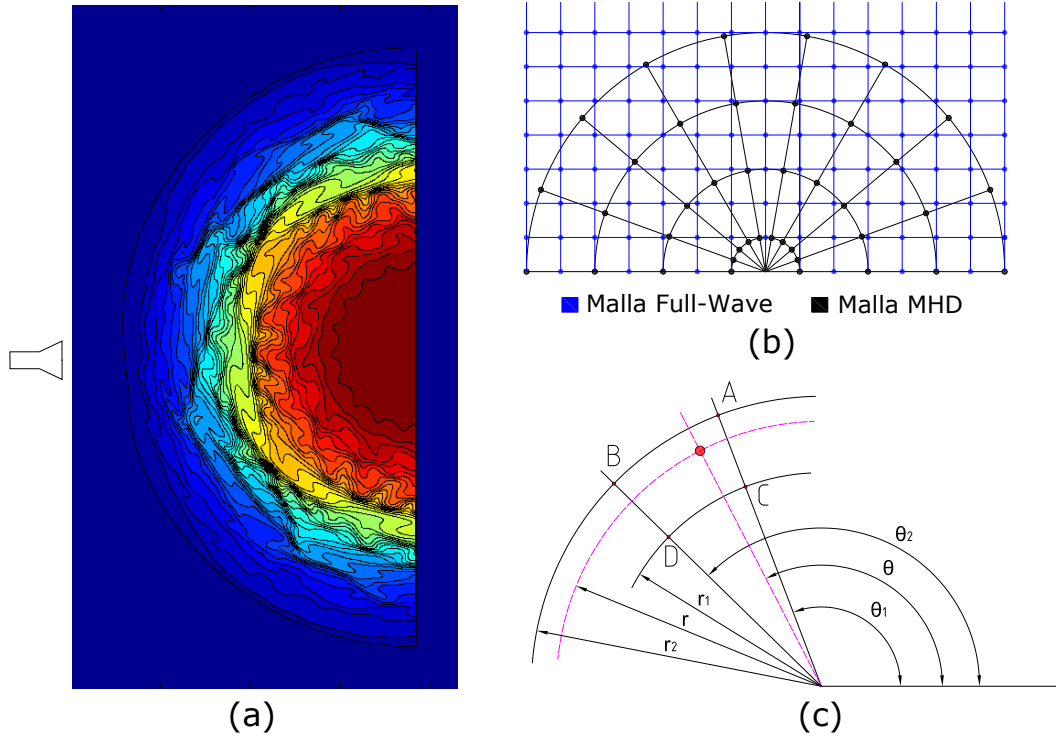 (a)
■ Malla Full-Wave ■ Malla MHD
(b)
A
B
C
D
θ₂
θ
θ₁
r₁
r
r₂
(c)